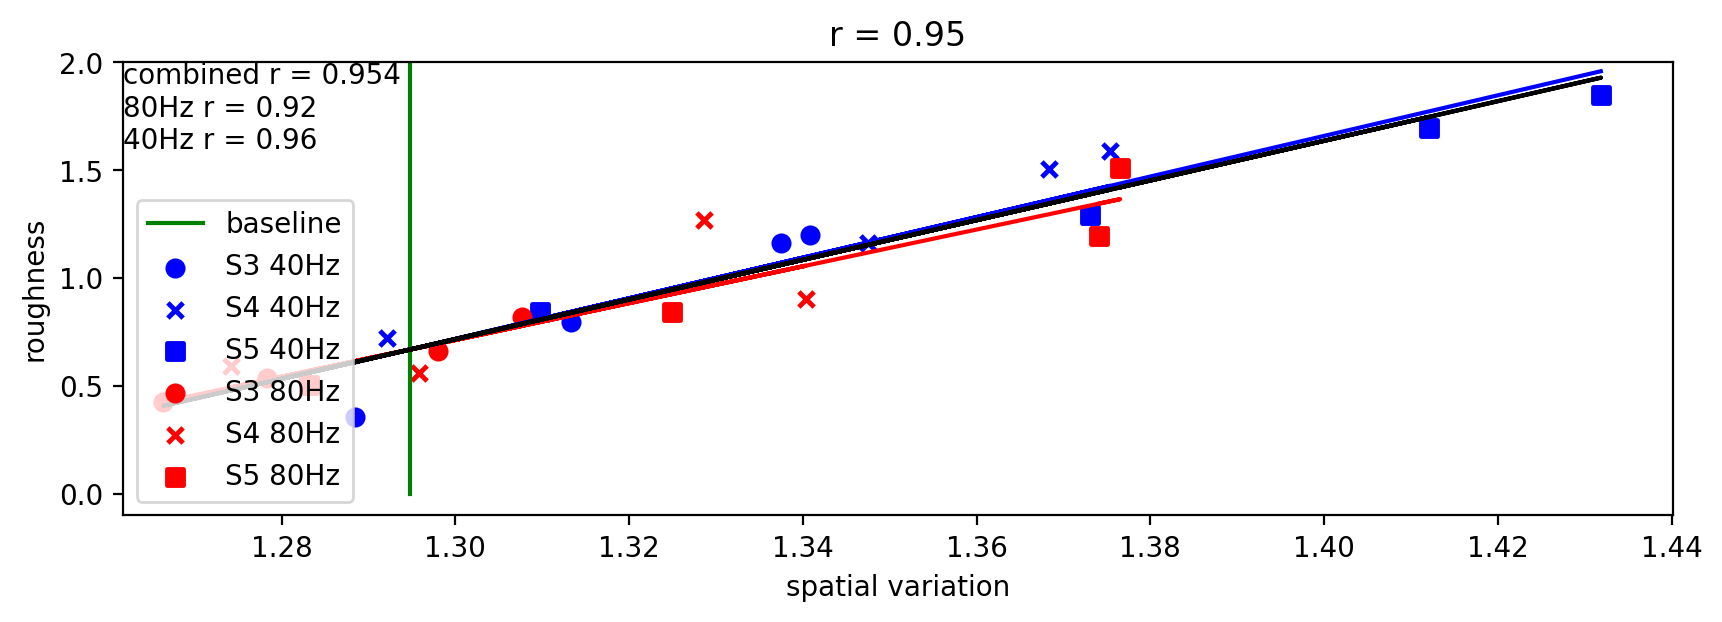 r = 0.95
combined r = 0.954
80Hz r = 0.92
40Hz r = 0.96
baseline
S3 40Hz
S4 40Hz
S5 40Hz
S3 80Hz
S4 80Hz
S5 80Hz
roughness
2.0
1.5
1.0
0.5
0.0
1.28 1.30 1.32 1.34 1.36 1.38 1.40 1.42 1.44
spatial variation